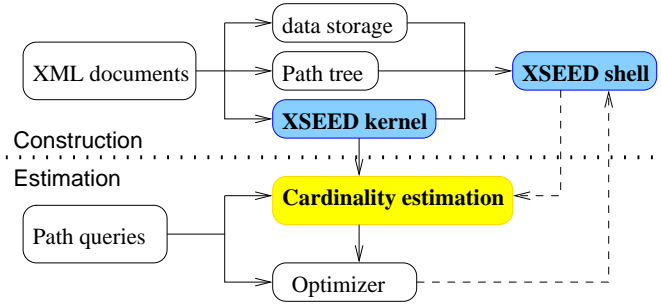 data storage
XML documents
Path tree
XSEED shell
XSEED kernel
Construction
Estimation
Cardinality estimation
Path queries
Optimizer